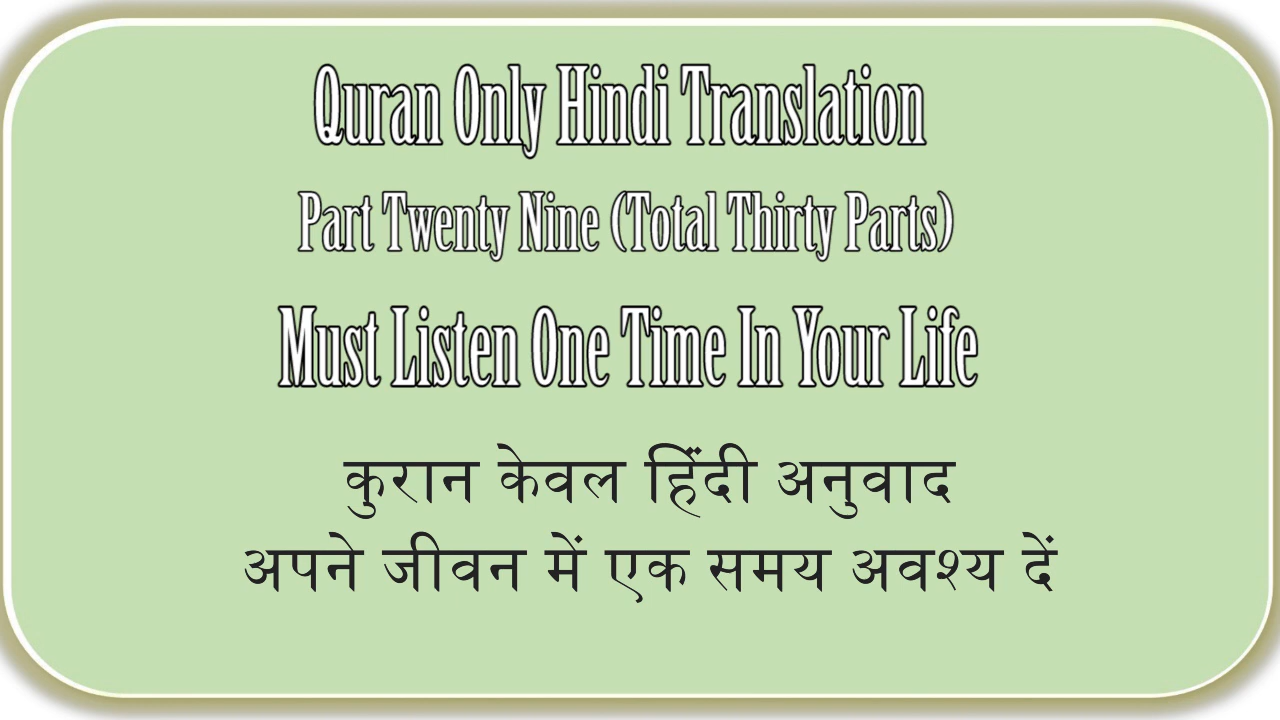 Quran Only Hindi Translation
Part Twenty Nine (Total Thirty Parts)
Must Listen One Time In Your Life
कुरान केवल हिंदी अनुवाद
अपने जीवन में एक समय अवश्य दें